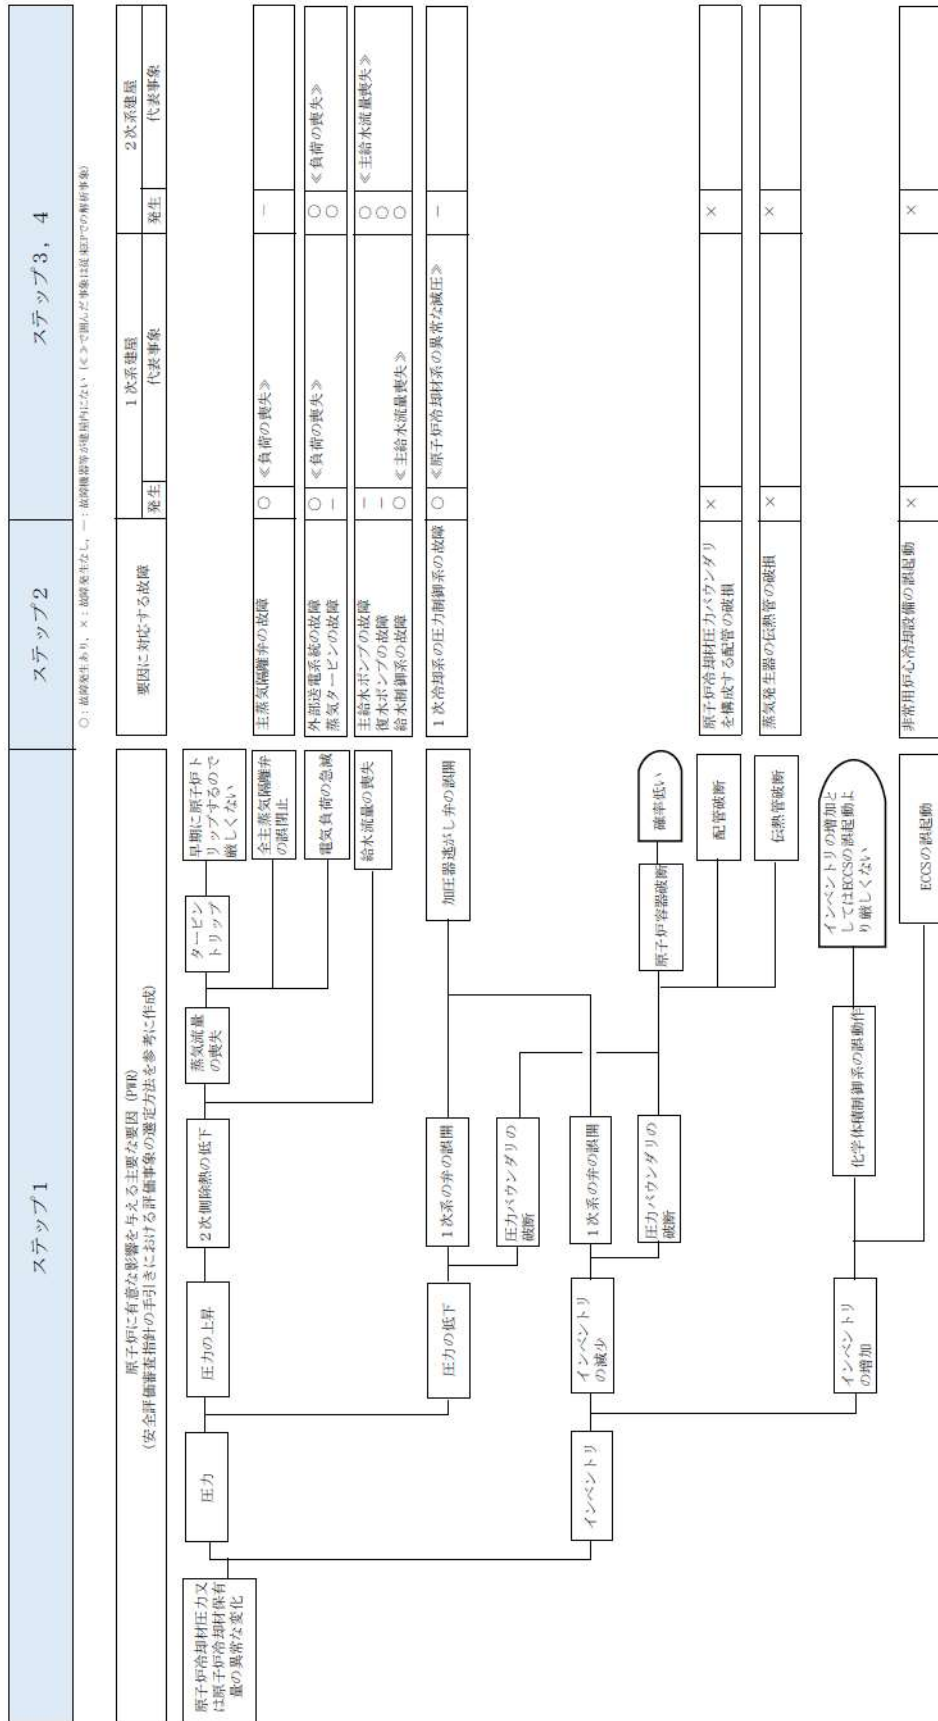 ステップ1
ステップ2
ステップ3，4
○：故障発生あり，×：故障発生なし，－：故障機器等が建屋内にない（≪≫で囲んだ事象は従来EPでの解析事象）
原子炉に有意な影響を与える主要な要因（PWR）
（安全評価審査指針の手引きにおける評価事象の選定方法を参考に作成）
要因に対応する故障
1次系建屋
発生
代表事象
2次系建屋
発生
代表事象
原子炉冷却材圧力又
は原子炉冷却材保有
量の異常な変化
圧力
圧力の上昇
2次側除熱の低下
蒸気流量
の喪失
タービン
トリップ
早期に原子炉ト
リップするので
厳しくない
全主蒸気隔離弁
の誤閉止
主蒸気隔離弁の故障
○
≪負荷の喪失≫
－
電気負荷の急減
外部送電系統の故障
○
≪負荷の喪失≫
○
≪負荷の喪失≫
蒸気タービンの故障
－
○
給水流量の喪失
主給水ポンプの故障
－
○
≪主給水流量喪失≫
復水ポンプの故障
－
○
給水制御系の故障
○
≪主給水流量喪失≫
○
圧力の低下
1次系の弁の誤開
加圧器逃がし弁の誤開
1次冷却系の圧力制御系の故障
○
≪原子炉冷却材系の異常な減圧≫
－
圧力バウンダリの
破断
インベントリ
インベントリ
の減少
1次系の弁の誤開
圧力バウンダリの
破断
原子炉容器破断
確率低い
配管破断
原子炉冷却材圧力バウンダリ
を構成する配管の破損
×
×
伝熱管破断
蒸気発生器の伝熱管の破損
×
×
インベントリ
の増加
化学体積制御系の誤動作
インベントリの増加と
してはECCSの誤起動よ
り厳しくない
ECCSの誤起動
非常用炉心冷却設備の誤起動
×
×